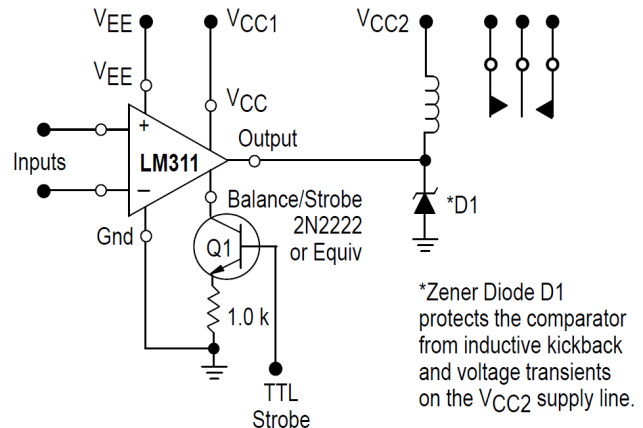 VEE
VCC1
VCC2
VEE
VCC
+
Output
Inputs
LM311
–
Balance/Strobe
2N2222
or Equiv
*D1
Gnd
Q1
1.0 k
*Zener Diode D1
protects the comparator
from inductive kickback
and voltage transients
on the VCC2 supply line.
TTL
Strobe